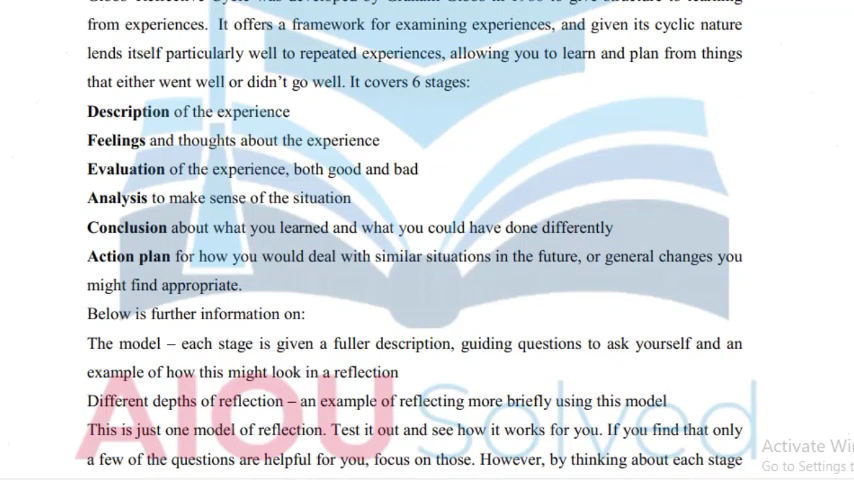 from experiences. It offers a framework for examining experiences, and given its cyclic nature
lends itself particularly well to repeated experiences, allowing you to learn and plan from things
that either went well or didn't go well. It covers 6 stages:
Description of the experience
Feelings and thoughts about the experience
Evaluation of the experience, both good and bad
Analysis to make sense of the situation
Conclusion about what you learned and what you could have done differently
Action plan for how you would deal with similar situations in the future, or general changes you
might find appropriate.
Below is further information on:
The model – each stage is given a fuller description, guiding questions to ask yourself and an
example of how this might look in a reflection
Different depths of reflection – an example of reflecting more briefly using this model
This is just one model of reflection. Test it out and see how it works for you. If you find that only
a few of the questions are helpful for you, focus on those. However, by thinking about each stage
AIOU Solved
Activate Win
Go to Settings t